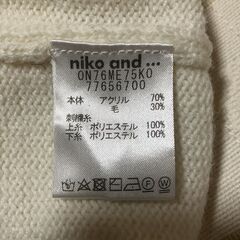 niko and ...
ON76ME75KO
77656700
本体 アクリル 70%
毛 30%
刺繍糸
上糸 ポリエステル 100%
下糸 ポリエステル 100%